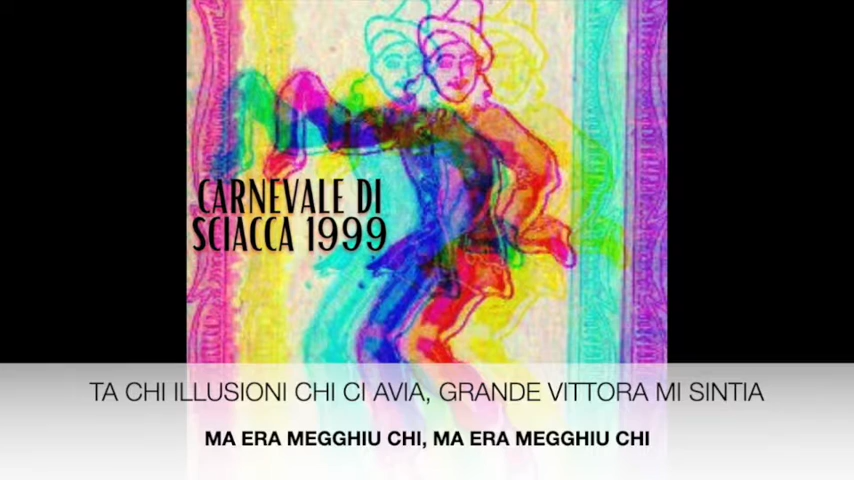 CARNEVALE DI
SCIACCA 1999
TA CHI ILLUSIONI CHI CI AVIA, GRANDE VITTORA MI SINTIA
MA ERA MEGGHIU CHI, MA ERA MEGGHIU CHI